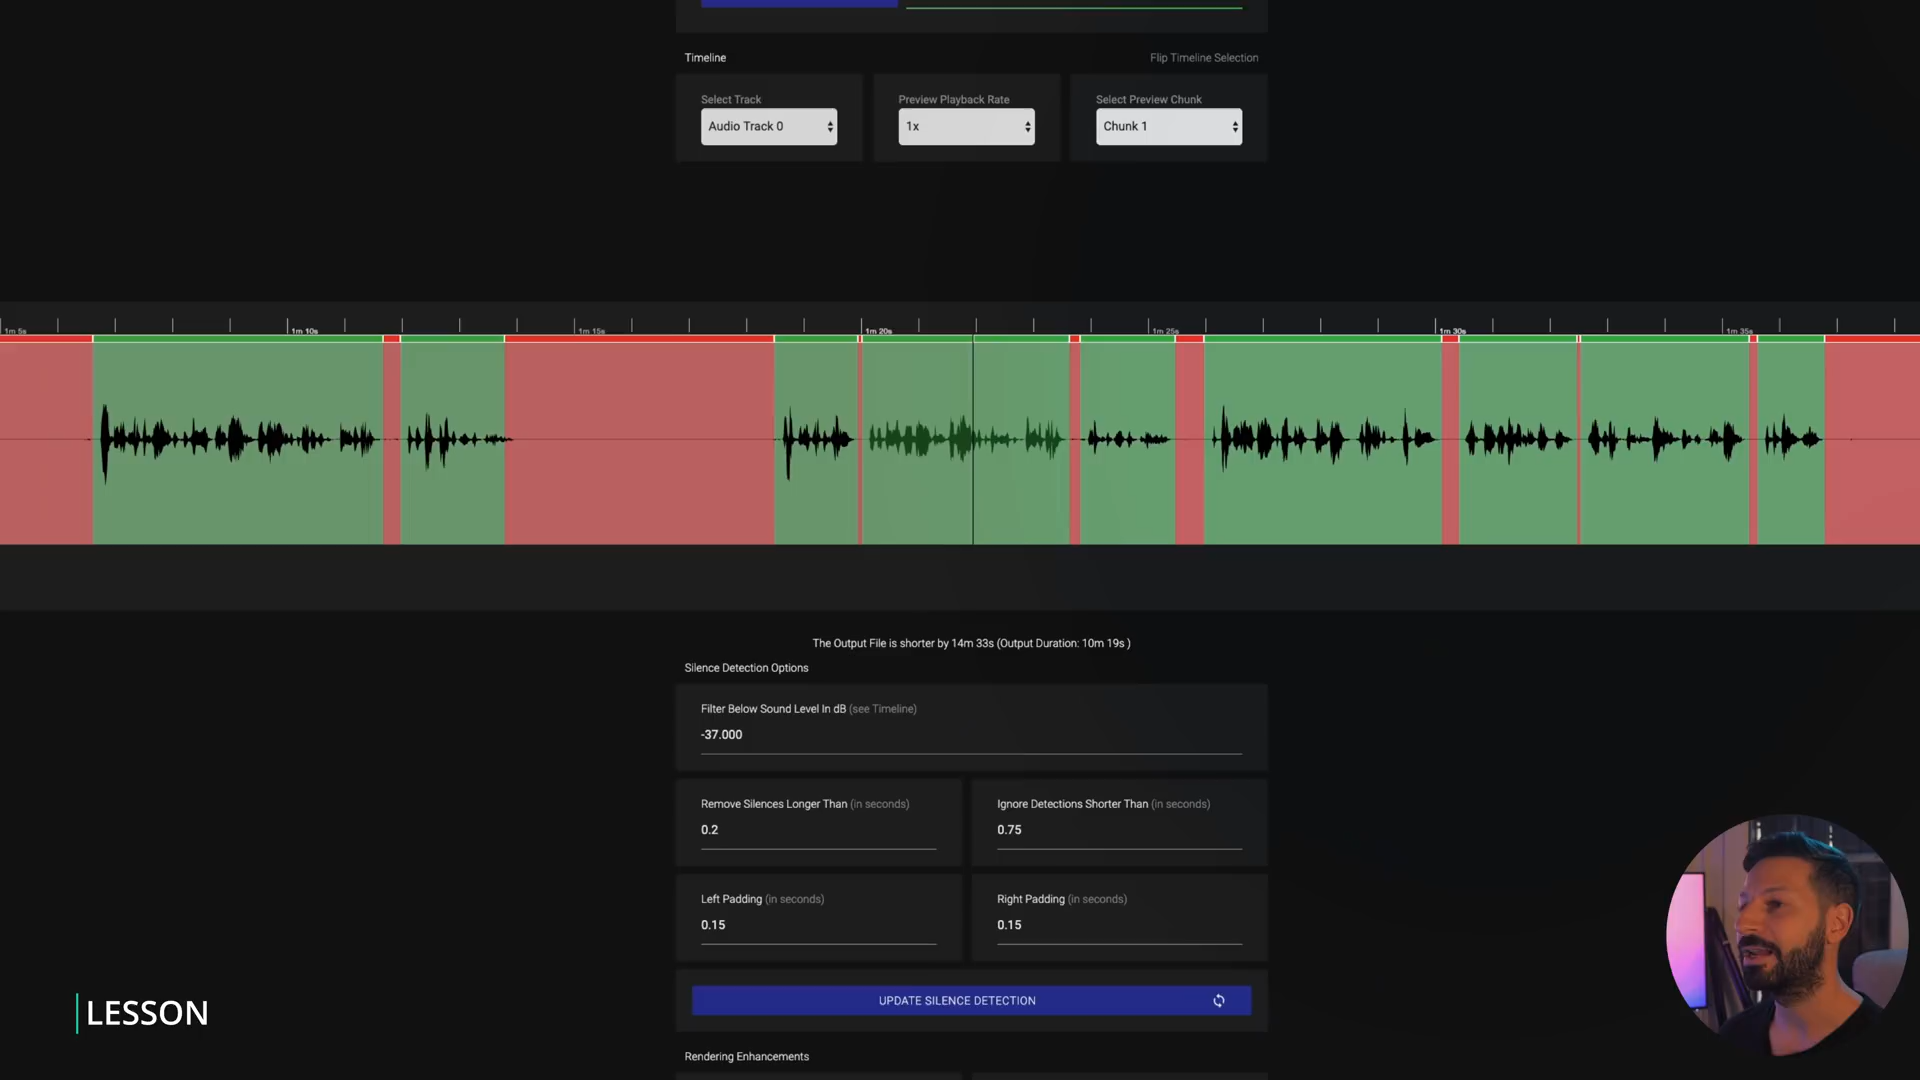 Timeline
Flip Timeline Selection
Select Track
Preview Playback Rate
Select Preview Chunk
Audio Track 0
1x
Chunk 1
1m 5s
1m 10s
1m 15s
1m 20s
1m 25s
1m 30s
1m 35s
The Output File is shorter by 14m 33s (Output Duration: 10m 19s )
Silence Detection Options
Filter Below Sound Level In dB (see Timeline)
-37.000
Remove Silences Longer Than (in seconds)
0.2
Ignore Detections Shorter Than (in seconds)
0.75
Left Padding (in seconds)
0.15
Right Padding (in seconds)
0.15
UPDATE SILENCE DETECTION
LESSON
Rendering Enhancements